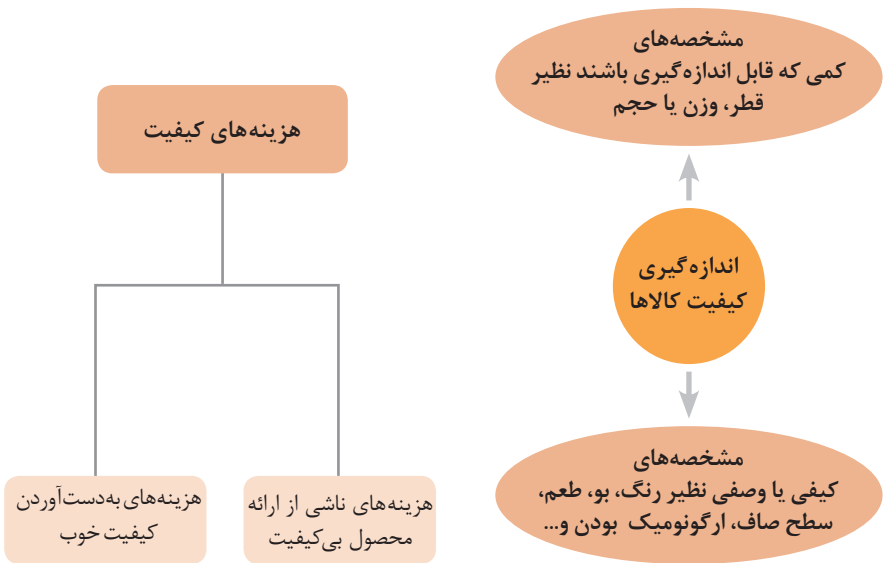 مشخصه‌های
کمی که قابل اندازه‌گیری باشند نظیر
قطر، وزن یا حجم
اندازه‌گیری
کیفیت کالاها
مشخصه‌های
کیفی یا وصفی نظیر رنگ، بو، طعم،
سطح صاف، ارگونومیک بودن و...
هزینه‌های کیفیت
هزینه‌های ناشی از ارائه
محصول بی‌کیفیت
هزینه‌های به‌دست‌آوردن
کیفیت خوب